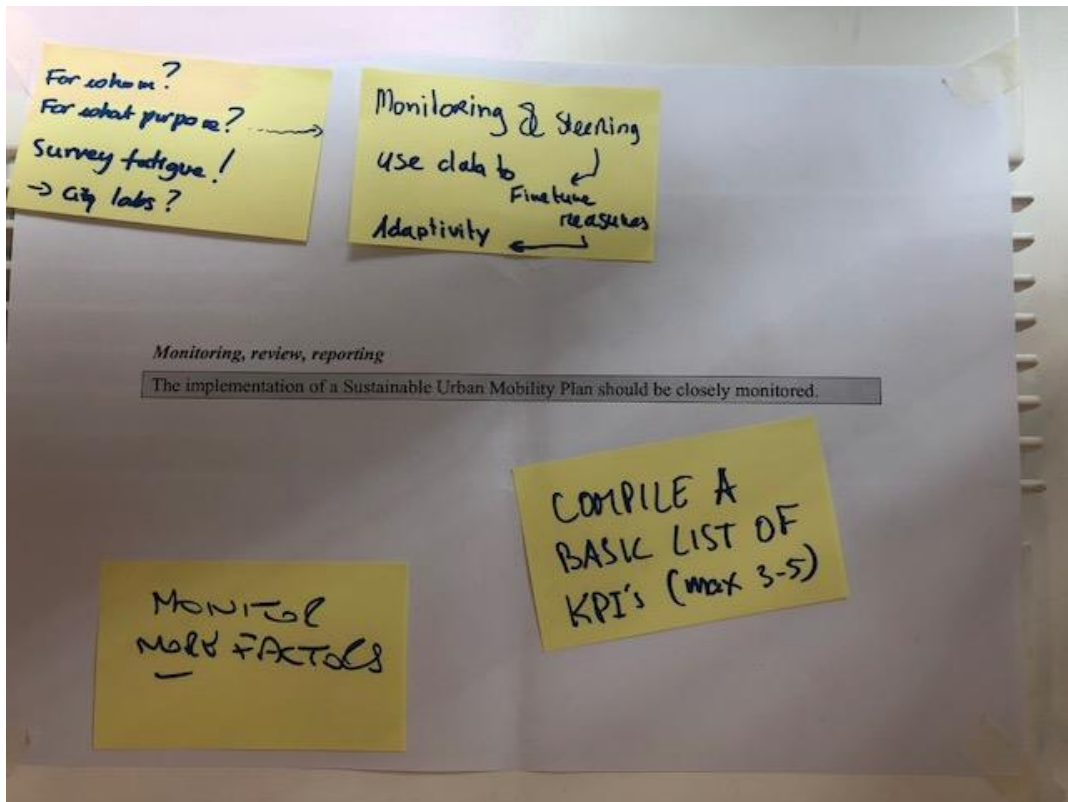 For whom?
For what purpose?
Survey fatigue!
→ City labs?
Monitoring & Steering
use data to
Finetune
measures
Adaptivity
Monitoring, review, reporting
The implementation of a Sustainable Urban Mobility Plan should be closely monitored.
COMPILE A
BASIC LIST OF
KPI's (max 3-5)
MONITOR
MORE FACTORS